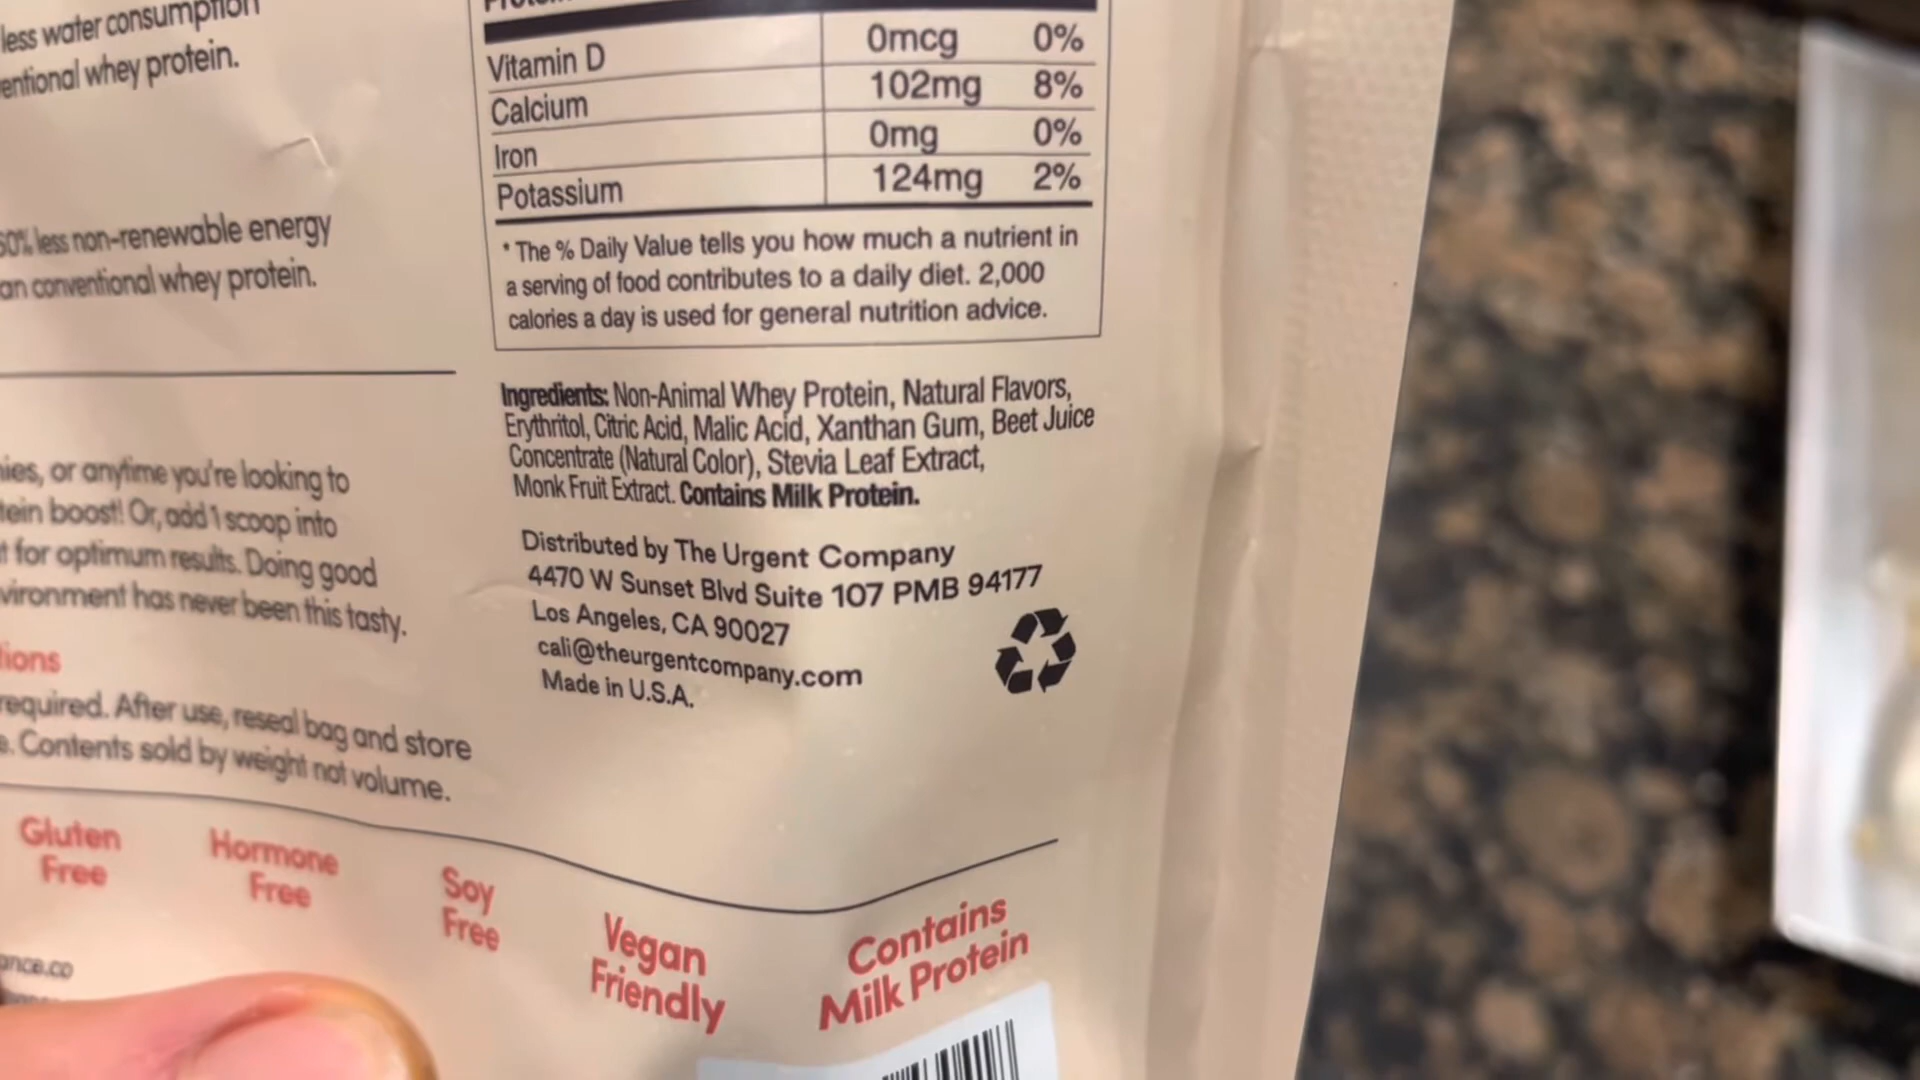 less water consumption
entional whey protein.
50% less non-renewable energy
an conventional whey protein.
nies, or anytime you're looking to
tein boost! Or, add 1 scoop into
t for optimum results. Doing good
vironment has never been this tasty.
tions
required. After use, reseal bag and store
e. Contents sold by weight not volume.
Vitamin D 0mcg 0%
Calcium 102mg 8%
Iron 0mg 0%
Potassium 124mg 2%
* The % Daily Value tells you how much a nutrient in
a serving of food contributes to a daily diet. 2,000
calories a day is used for general nutrition advice.
Ingredients: Non-Animal Whey Protein, Natural Flavors,
Erythritol, Citric Acid, Malic Acid, Xanthan Gum, Beet Juice
Concentrate (Natural Color), Stevia Leaf Extract,
Monk Fruit Extract. Contains Milk Protein.
Distributed by The Urgent Company
4470 W Sunset Blvd Suite 107 PMB 94177
Los Angeles, CA 90027
cali@theurgentcompany.com
Made in U.S.A.
Gluten
Free
Hormone
Free
Soy
Free
Vegan
Friendly
Contains
Milk Protein
ance.co